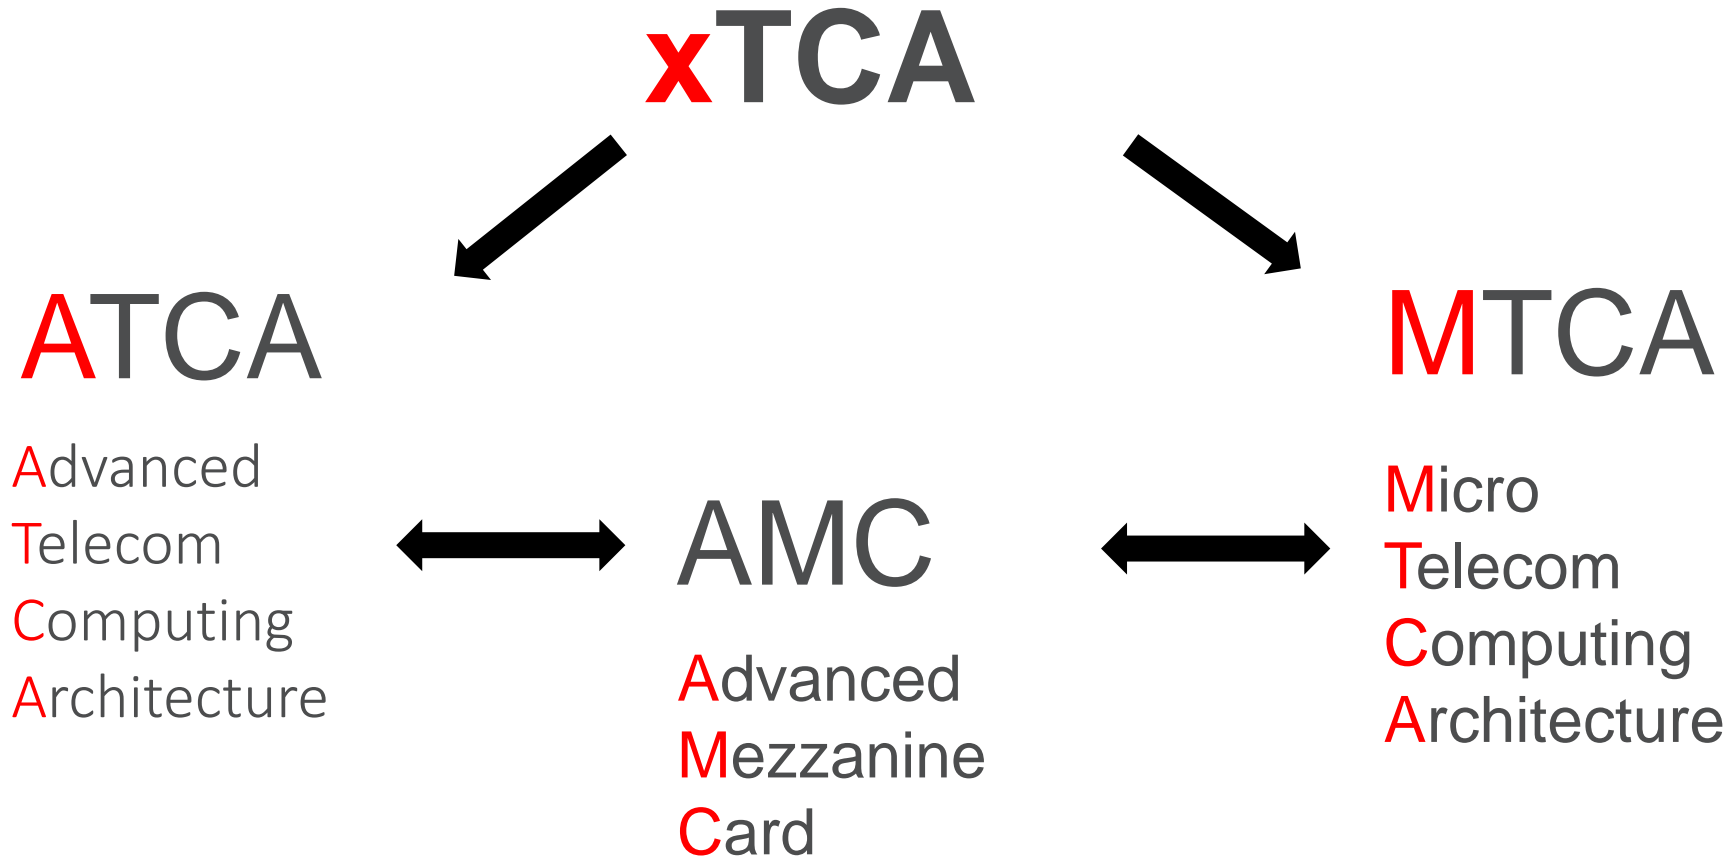 xTCA
ATCA
Advanced
Telecom
Computing
Architecture
AMC
Advanced
Mezzanine
Card
MTCA
Micro
Telecom
Computing
Architecture